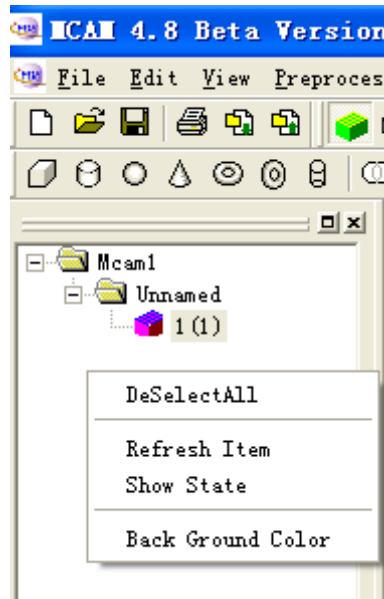 MCAM 4.8 Beta Version
File Edit View Preproces
Mcam1
Unnamed
1(1)
DeSelectAll
Refresh Item
Show State
Back Ground Color